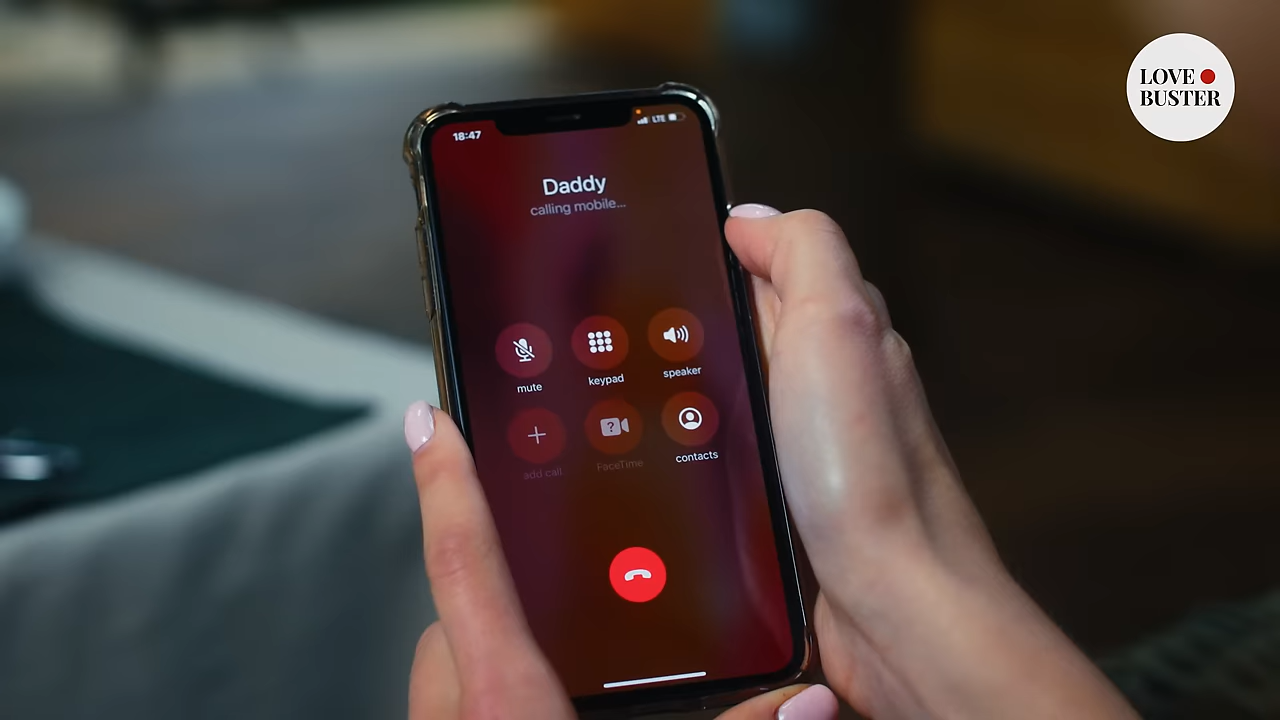 LOVE
BUSTER
18:47
LTE
Daddy
calling mobile...
mute
keypad
speaker
?
add call
FaceTime
contacts